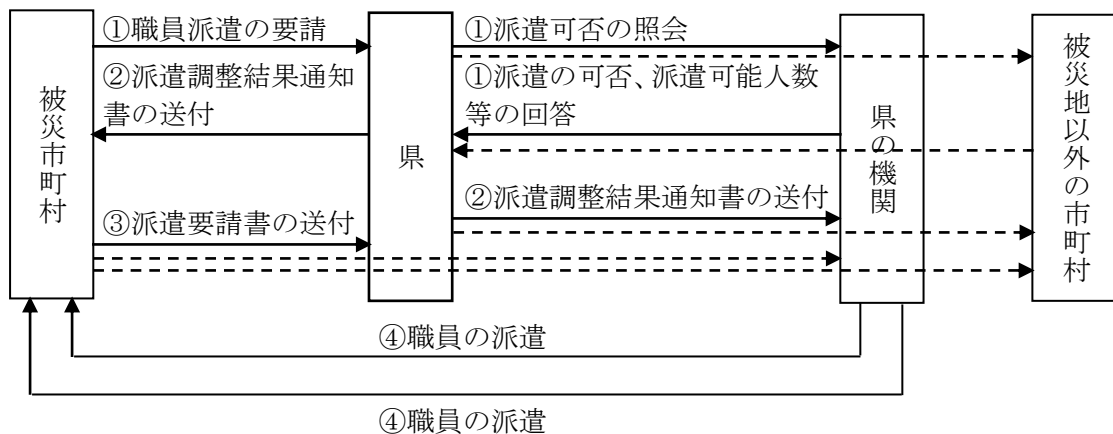 被災市町村
①職員派遣の要請
②派遣調整結果通知
書の送付
③派遣要請書の送付
県
①派遣可否の照会
①派遣の可否、派遣可能人数
等の回答
②派遣調整結果通知書の送付
県の機関
被災地以外の市町村
④職員の派遣
④職員の派遣